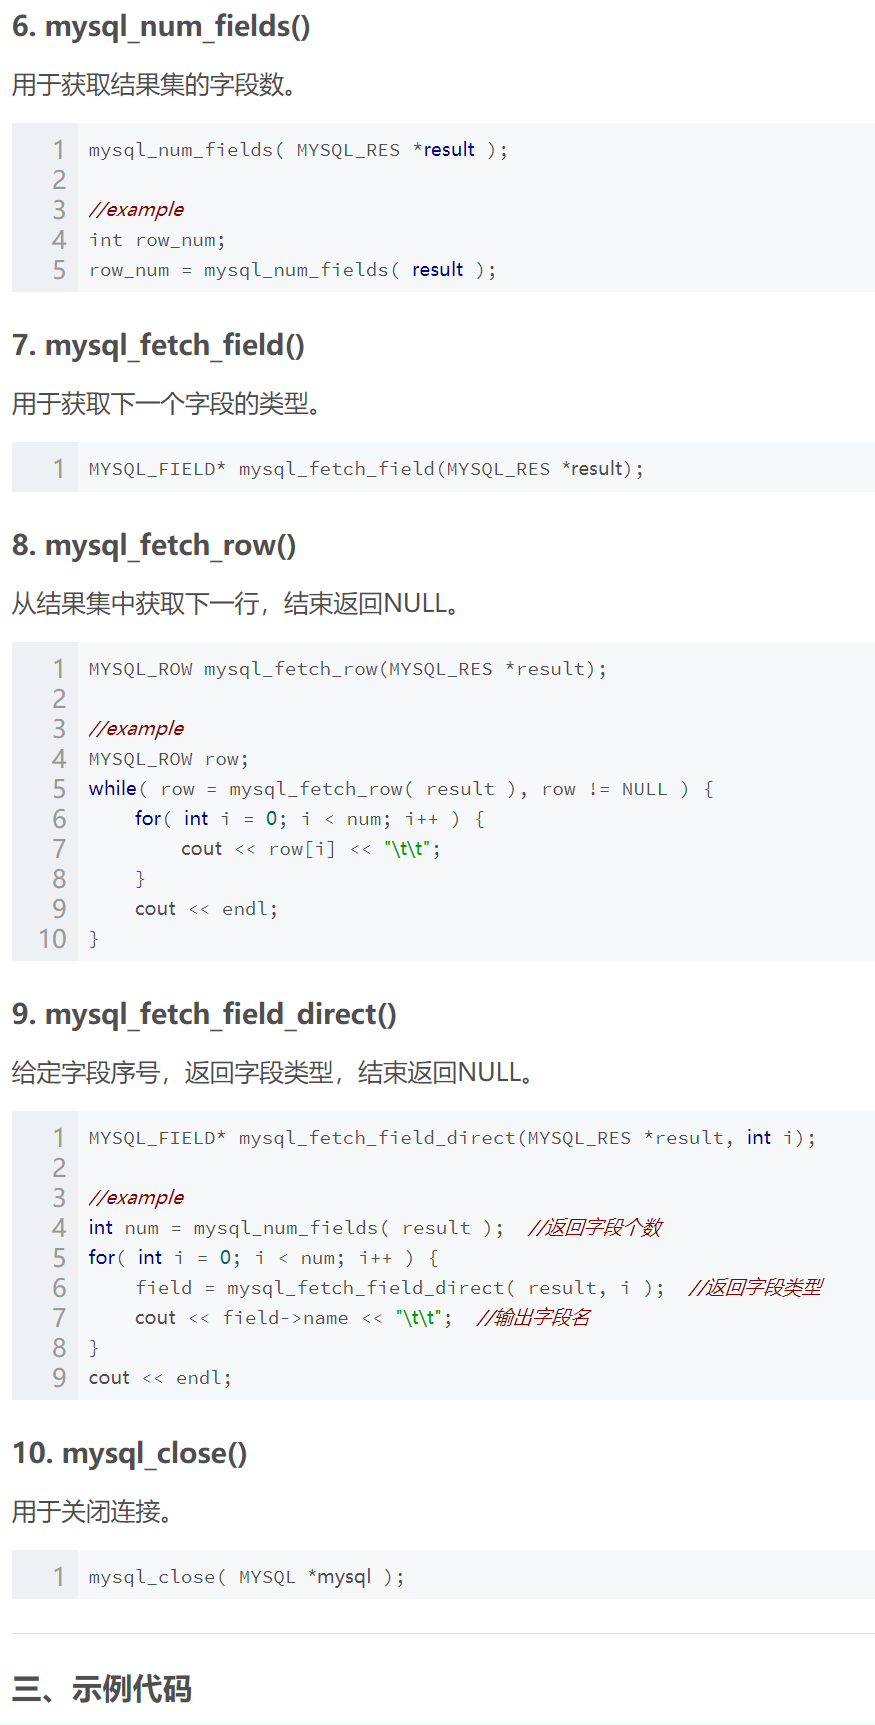 6. mysql_num_fields()
用于获取结果集的字段数。
1 mysql_num_fields( MYSQL_RES *result );
2
3 //example
4 int row_num;
5 row_num = mysql_num_fields( result );
7. mysql_fetch_field()
用于获取下一个字段的类型。
1 MYSQL_FIELD* mysql_fetch_field(MYSQL_RES *result);
8. mysql_fetch_row()
从结果集中获取下一行，结束返回NULL。
1 MYSQL_ROW mysql_fetch_row(MYSQL_RES *result);
2
3 //example
4 MYSQL_ROW row;
5 while( row = mysql_fetch_row( result ), row != NULL ) {
6     for( int i = 0; i < num; i++ ) {
7         cout << row[i] << "\t\t";
8     }
9     cout << endl;
10 }
9. mysql_fetch_field_direct()
给定字段序号，返回字段类型，结束返回NULL。
1 MYSQL_FIELD* mysql_fetch_field_direct(MYSQL_RES *result, int i);
2
3 //example
4 int num = mysql_num_fields( result );  //返回字段个数
5 for( int i = 0; i < num; i++ ) {
6     field = mysql_fetch_field_direct( result, i );  //返回字段类型
7     cout << field->name << "\t\t";  //输出字段名
8 }
9 cout << endl;
10. mysql_close()
用于关闭连接。
1 mysql_close( MYSQL *mysql );
三、示例代码